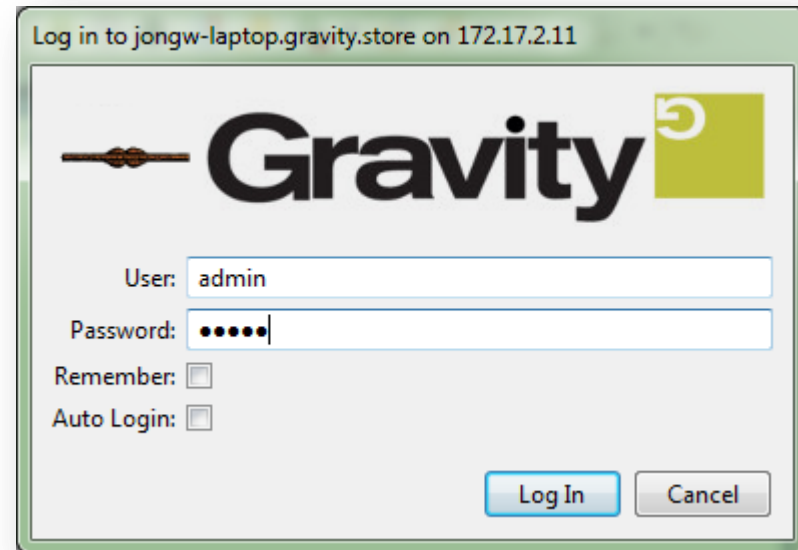 Log in to jongw-laptop.gravity.store on 172.17.2.11
Gravity G
User: admin
Password: ●●●●●
Remember:
Auto Login:
Log In Cancel